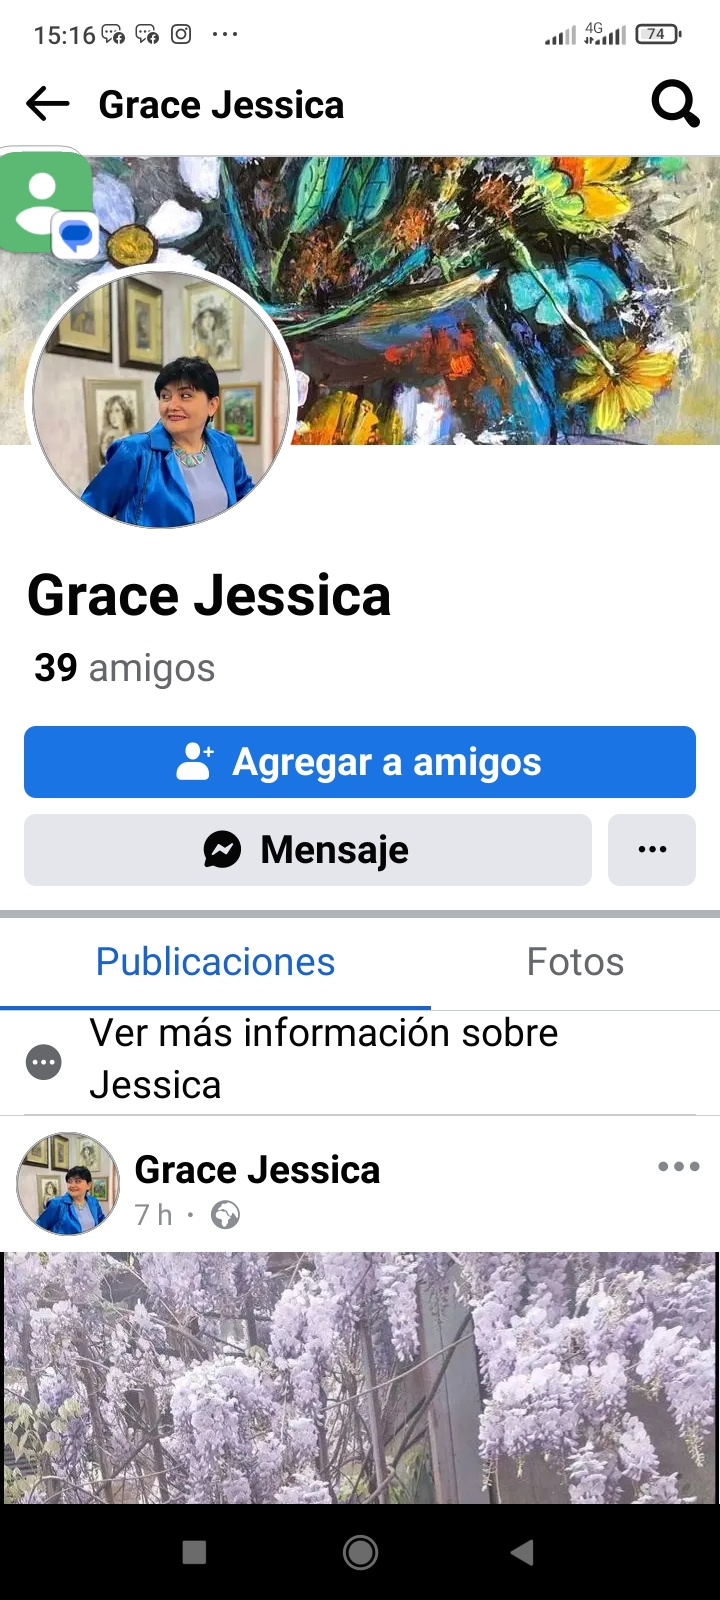 15:16 ... 4G 74
Grace Jessica
Grace Jessica
39 amigos
Agregar a amigos
Mensaje ...
Publicaciones Fotos
Ver más información sobre
Jessica
Grace Jessica
7 h ·